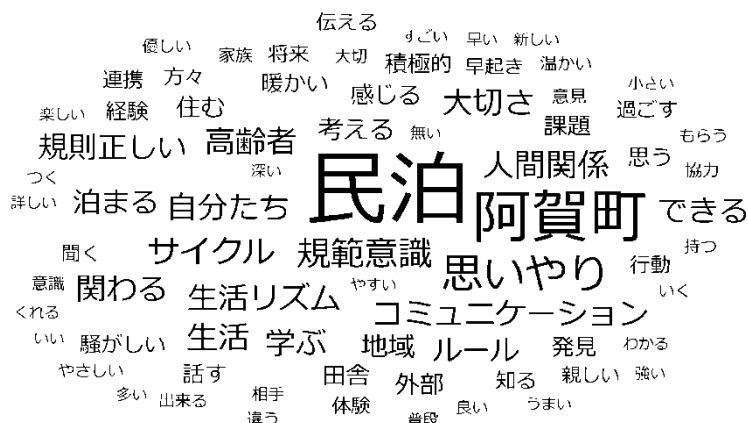 伝える
すごい 早い 新しい
優しい 家族 将来 大切 積極的 早起き 温かい
連携 方々 暖かい 感じる 大切さ 意見 小さい
楽しい 経験 住む 過ごす
規則正しい 高齢者 考える 無い 課題 もらう
深い 民泊 人間関係 思う 協力
つく
詳しい 泊まる 自分たち 阿賀町 できる
聞く サイクル 規範意識 思いやり 行動 持つ
意識 関わる 生活リズム やすい いく
くれる コミュニケーション
いい 騒がしい 生活 学ぶ 地域 ルール 発見 わかる
やさしい 話す 田舎 外部 知る 親しい 強い
多い 出来る 相手 体験 良い うまい
違う 普段